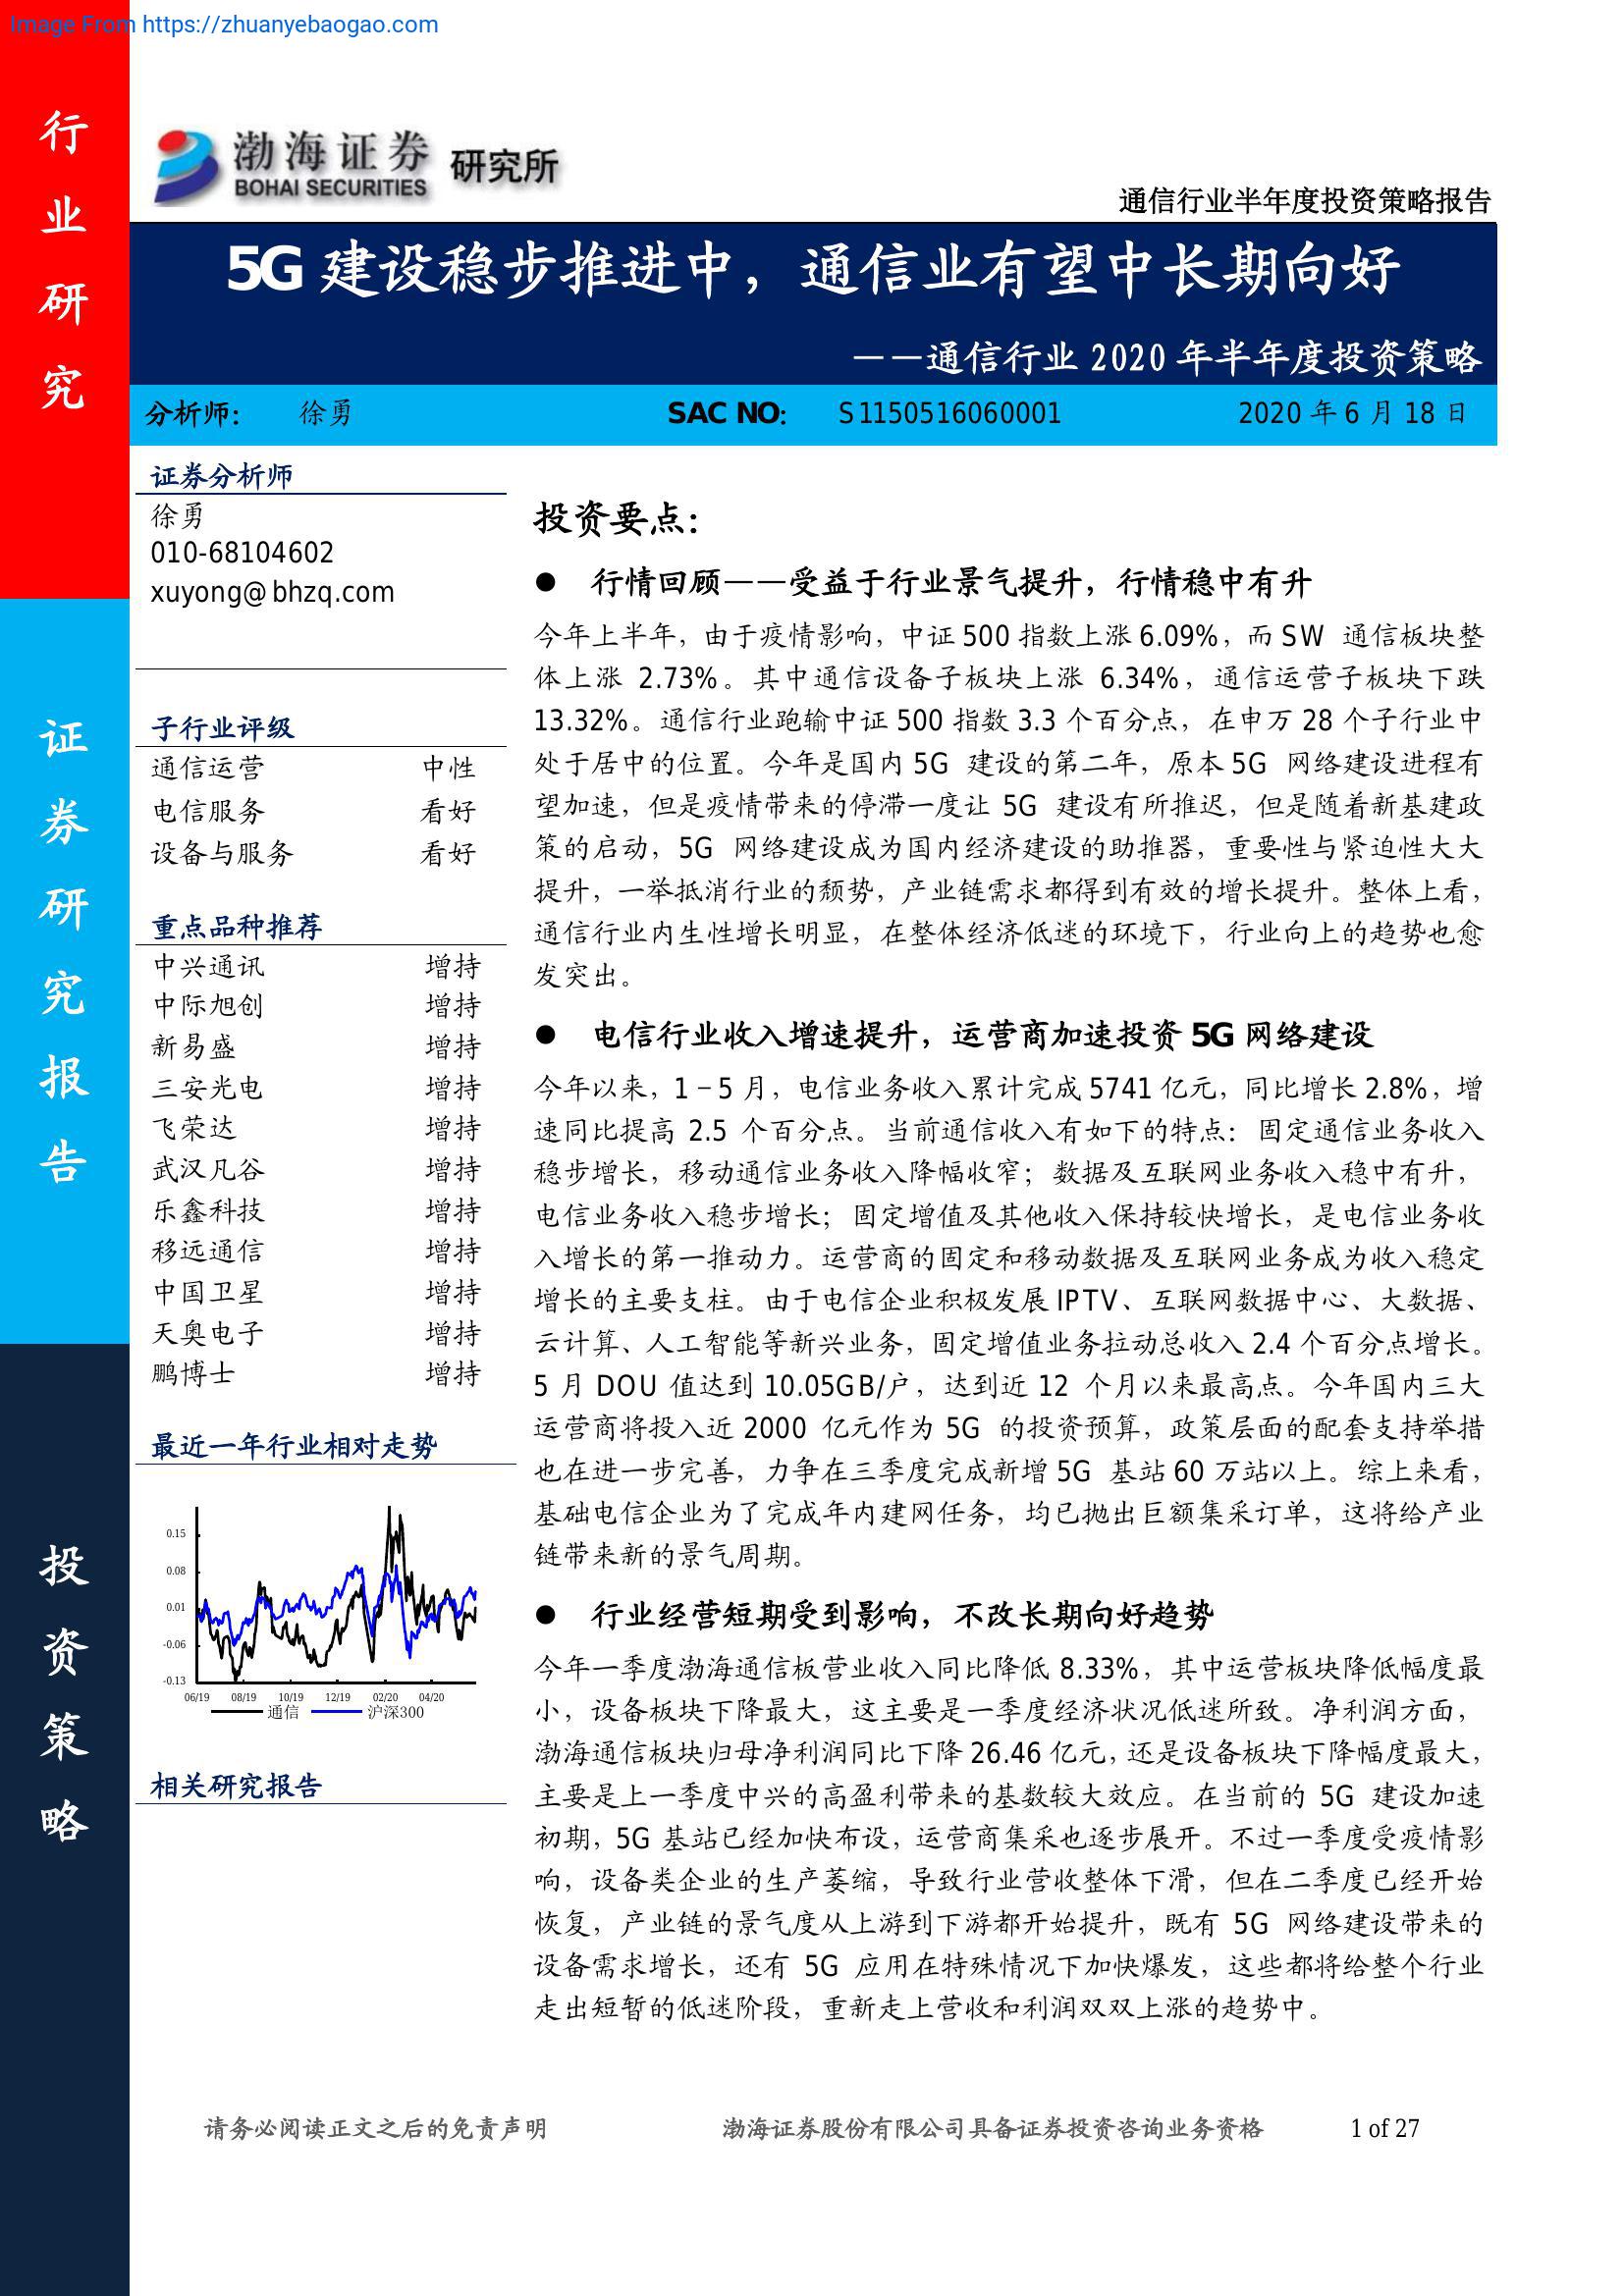 Image From https://zhuanyebaogao.com
行业研究
证券研究报告
投资策略
渤海证券 研究所
BOHAI SECURITIES
通信行业半年度投资策略报告
5G 建设稳步推进中，通信业有望中长期向好
——通信行业 2020 年半年度投资策略
分析师： 徐勇 SAC NO： S1150516060001 2020 年 6 月 18 日
证券分析师
徐勇
010-68104602
xuyong@bhzq.com
子行业评级
通信运营 中性
电信服务 看好
设备与服务 看好
重点品种推荐
中兴通讯 增持
中际旭创 增持
新易盛 增持
三安光电 增持
飞荣达 增持
武汉凡谷 增持
乐鑫科技 增持
移远通信 增持
中国卫星 增持
天奥电子 增持
鹏博士 增持
最近一年行业相对走势
0.15
0.08
0.01
-0.06
-0.13
06/19 08/19 10/19 12/19 02/20 04/20
通信 沪深300
相关研究报告
投资要点：
● 行情回顾——受益于行业景气提升，行情稳中有升
今年上半年，由于疫情影响，中证 500 指数上涨 6.09%，而 SW 通信板块整
体上涨 2.73%。其中通信设备子板块上涨 6.34%，通信运营子板块下跌
13.32%。通信行业跑输中证 500 指数 3.3 个百分点，在申万 28 个子行业中
处于居中的位置。今年是国内 5G 建设的第二年，原本 5G 网络建设进程有
望加速，但是疫情带来的停滞一度让 5G 建设有所推迟，但是随着新基建政
策的启动，5G 网络建设成为国内经济建设的助推器，重要性与紧迫性大大
提升，一举抵消行业的颓势，产业链需求都得到有效的增长提升。整体上看，
通信行业内生性增长明显，在整体经济低迷的环境下，行业向上的趋势也愈
发突出。
● 电信行业收入增速提升，运营商加速投资 5G 网络建设
今年以来，1－5 月，电信业务收入累计完成 5741 亿元，同比增长 2.8%，增
速同比提高 2.5 个百分点。当前通信收入有如下的特点：固定通信业务收入
稳步增长，移动通信业务收入降幅收窄；数据及互联网业务收入稳中有升，
电信业务收入稳步增长；固定增值及其他收入保持较快增长，是电信业务收
入增长的第一推动力。运营商的固定和移动数据及互联网业务成为收入稳定
增长的主要支柱。由于电信企业积极发展 IPTV、互联网数据中心、大数据、
云计算、人工智能等新兴业务，固定增值业务拉动总收入 2.4 个百分点增长。
5 月 DOU 值达到 10.05GB/户，达到近 12 个月以来最高点。今年国内三大
运营商将投入近 2000 亿元作为 5G 的投资预算，政策层面的配套支持举措
也在进一步完善，力争在三季度完成新增 5G 基站 60 万站以上。综上来看，
基础电信企业为了完成年内建网任务，均已抛出巨额集采订单，这将给产业
链带来新的景气周期。
● 行业经营短期受到影响，不改长期向好趋势
今年一季度渤海通信板营业收入同比降低 8.33%，其中运营板块降低幅度最
小，设备板块下降最大，这主要是一季度经济状况低迷所致。净利润方面，
渤海通信板块归母净利润同比下降 26.46 亿元，还是设备板块下降幅度最大，
主要是上一季度中兴的高盈利带来的基数较大效应。在当前的 5G 建设加速
初期，5G 基站已经加快布设，运营商集采也逐步展开。不过一季度受疫情影
响，设备类企业的生产萎缩，导致行业营收整体下滑，但在二季度已经开始
恢复，产业链的景气度从上游到下游都开始提升，既有 5G 网络建设带来的
设备需求增长，还有 5G 应用在特殊情况下加快爆发，这些都将给整个行业
走出短暂的低迷阶段，重新走上营收和利润双双上涨的趋势中。
请务必阅读正文之后的免责声明 渤海证券股份有限公司具备证券投资咨询业务资格 1 of 27